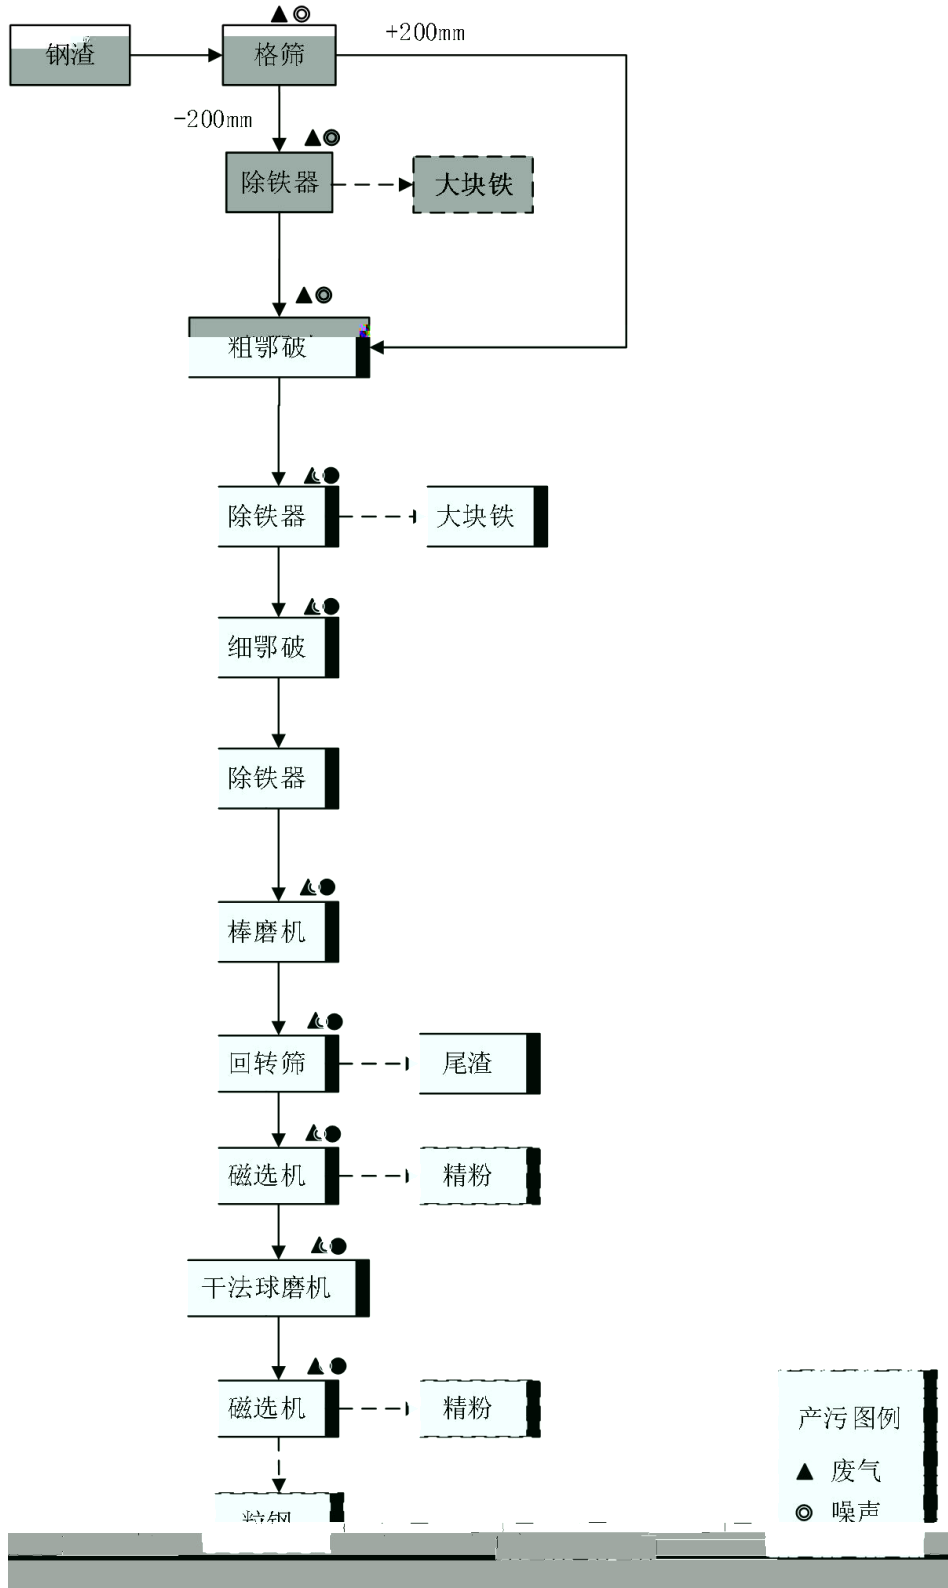 +200mm
钢渣
格筛
-200mm
除铁器
大块铁
粗鄂破
除铁器
大块铁
细鄂破
除铁器
棒磨机
回转筛
尾渣
磁选机
精粉
干法球磨机
磁选机
精粉
产污图例
废气
噪声
粒钢